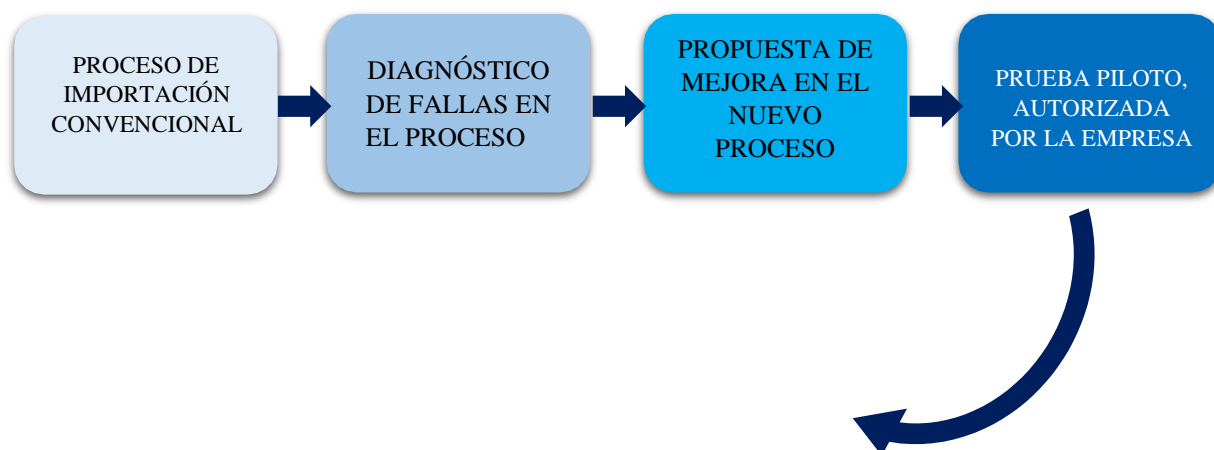 PROCESO DE
IMPORTACIÓN
CONVENCIONAL
DIAGNÓSTICO
DE FALLAS EN
EL PROCESO
PROPUESTA DE
MEJORA EN EL
NUEVO
PROCESO
PRUEBA PILOTO,
AUTORIZADA
POR LA EMPRESA